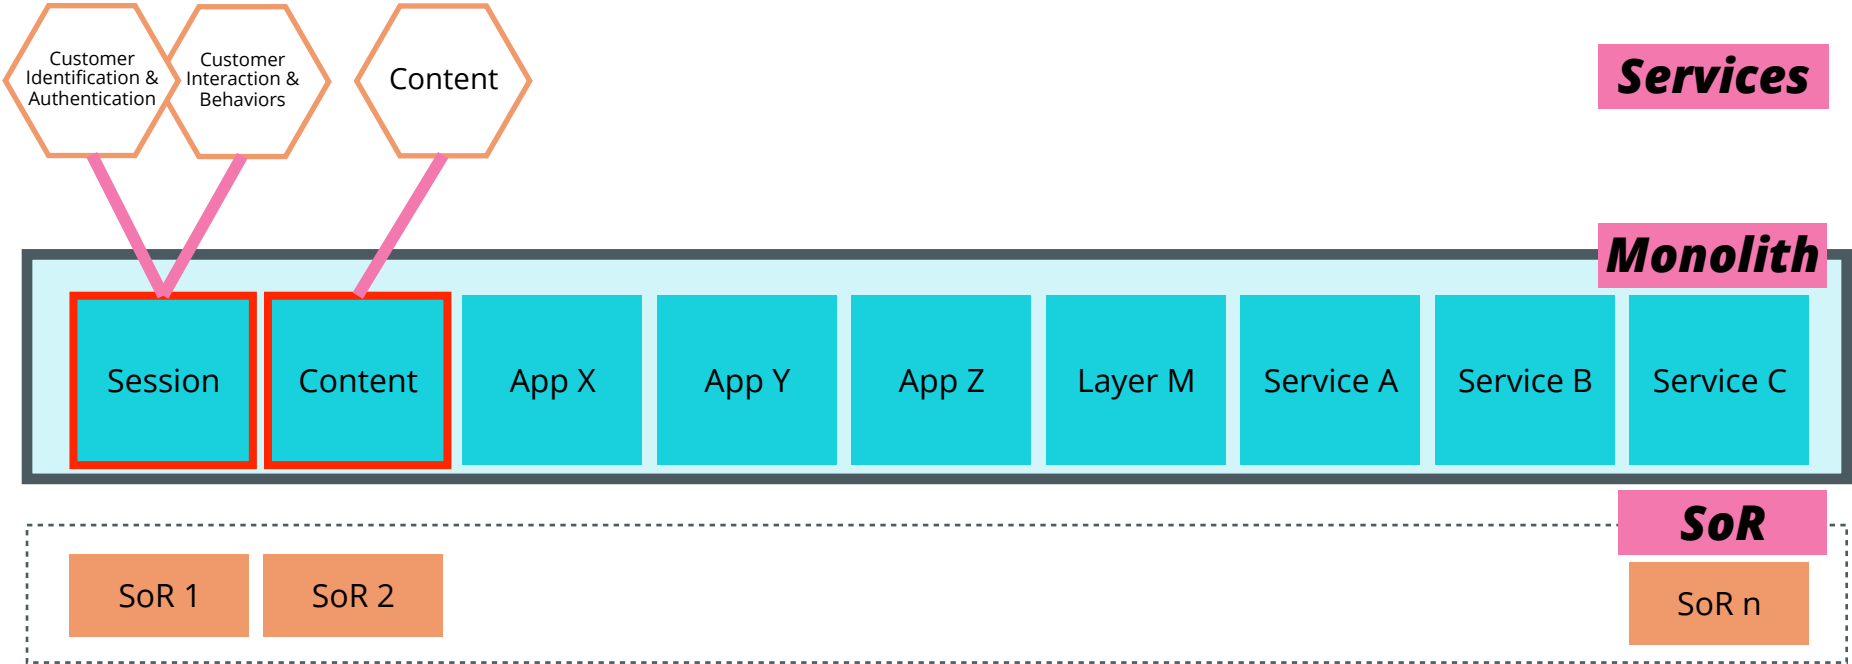 Customer
Identification &
Authentication
Customer
Interaction &
Behaviors
Content
Services
Monolith
Session
Content
App X
App Y
App Z
Layer M
Service A
Service B
Service C
SoR
SoR 1
SoR 2
SoR n